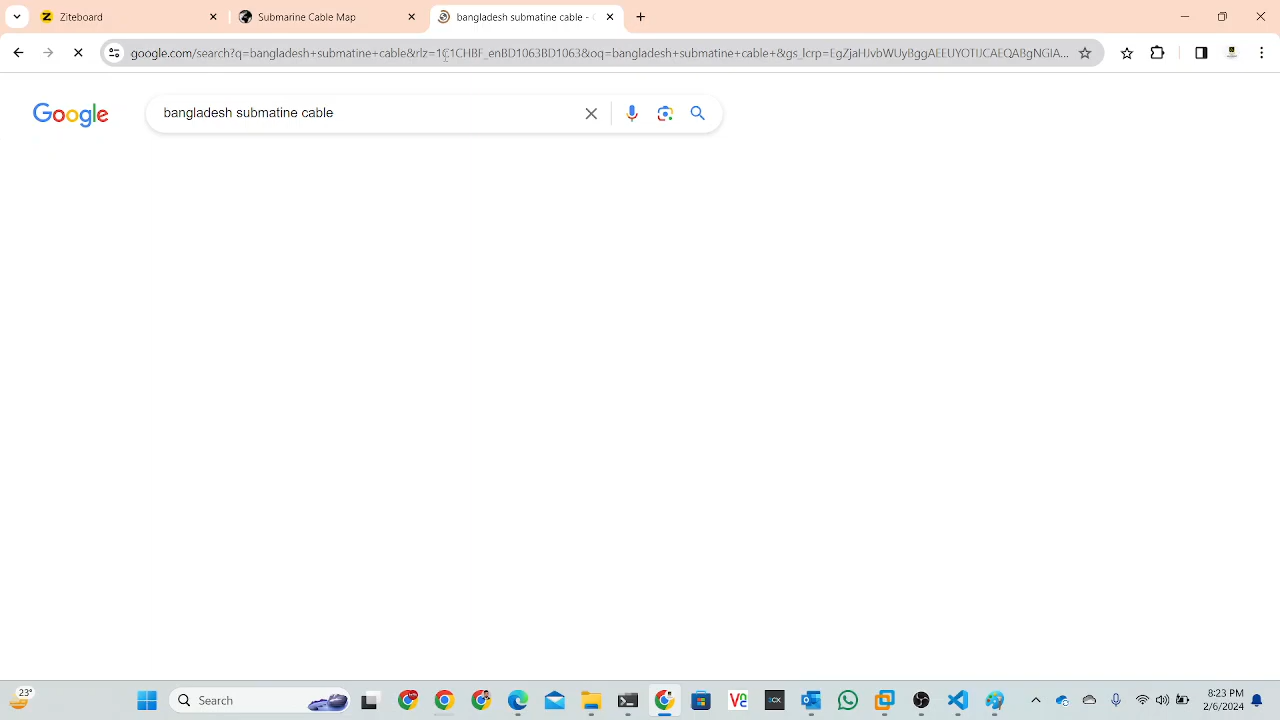 Ziteboard
Submarine Cable Map
bangladesh submatine cable -
google.com/search?q=bangladesh+submatine+cable&rlz=1C1CHBF_enBD1063BD1063&oq=bangladesh+submatine+cable+&gs_lcrp=EgZjaHJvbWUyBggAEEUYOTIJCAEQABgNGIA...
Google
bangladesh submatine cable
23°
Search
8:23 PM
2/6/2024